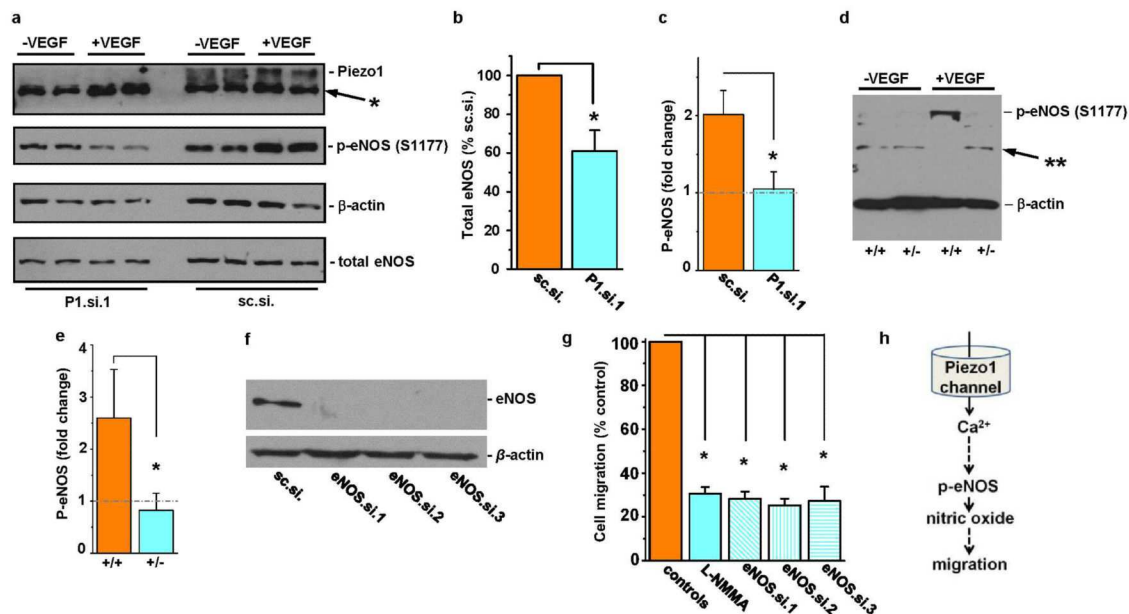 a
-VEGF +VEGF -VEGF +VEGF
- Piezo1
*
- p-eNOS (S1177)
- β-actin
- total eNOS
P1.si.1 sc.si.
b
Total eNOS (% sc.si.)
100
80
60
40
20
0
*
sc.si.
P1.si.1
c
P-eNOS (fold change)
2
1
0
*
sc.si.
P1.si.1
d
-VEGF +VEGF
- p-eNOS (S1177)
**
- β-actin
+/+ +/- +/+ +/-
e
P-eNOS (fold change)
4
3
2
1
0
*
+/+ +/-
f
- eNOS
- β-actin
sc.si.
eNOS.si.1
eNOS.si.2
eNOS.si.3
g
Cell migration (% control)
100
80
60
40
20
0
* * * *
controls
L-NMMA
eNOS.si.1
eNOS.si.2
eNOS.si.3
h
Piezo1
channel
Ca²⁺
p-eNOS
nitric oxide
migration